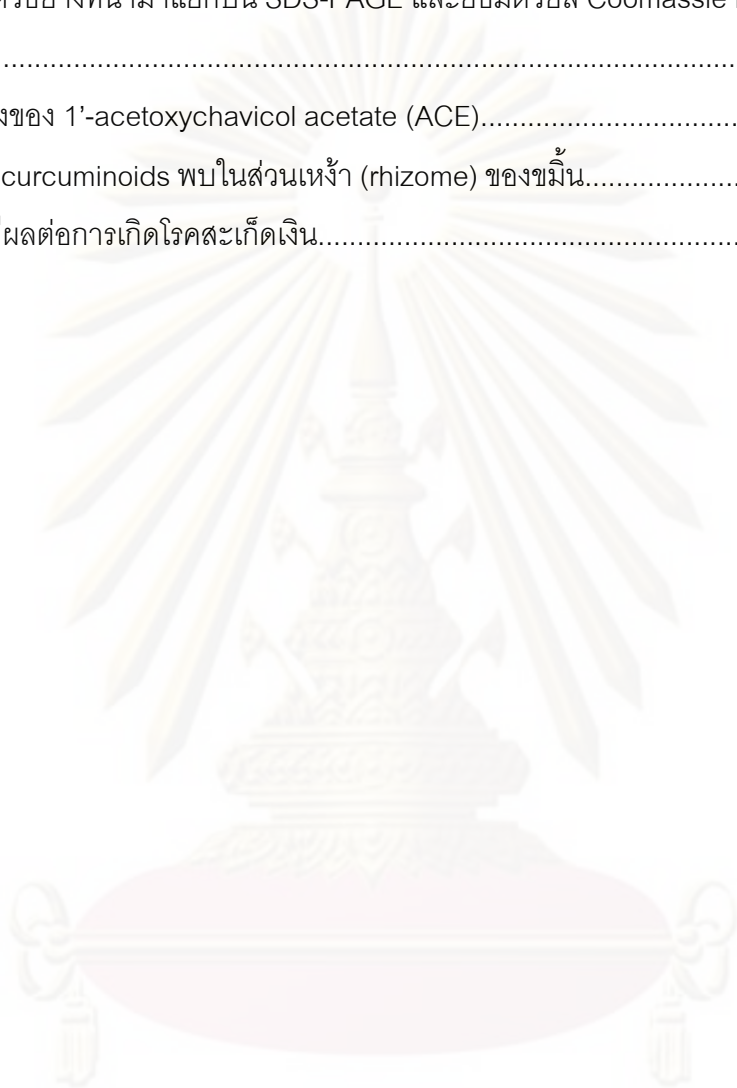 ตัวอย่างที่นำมาแยกบน SDS-PAGE และย้อมด้วยสี Coomassie
................................................................................................
งของ 1'-acetoxychavicol acetate (ACE)..................................
curcuminoids พบในส่วนเหง้า (rhizome) ของขมิ้น....................
ผลต่อการเกิดโรคสะเก็ดเงิน.......................................................